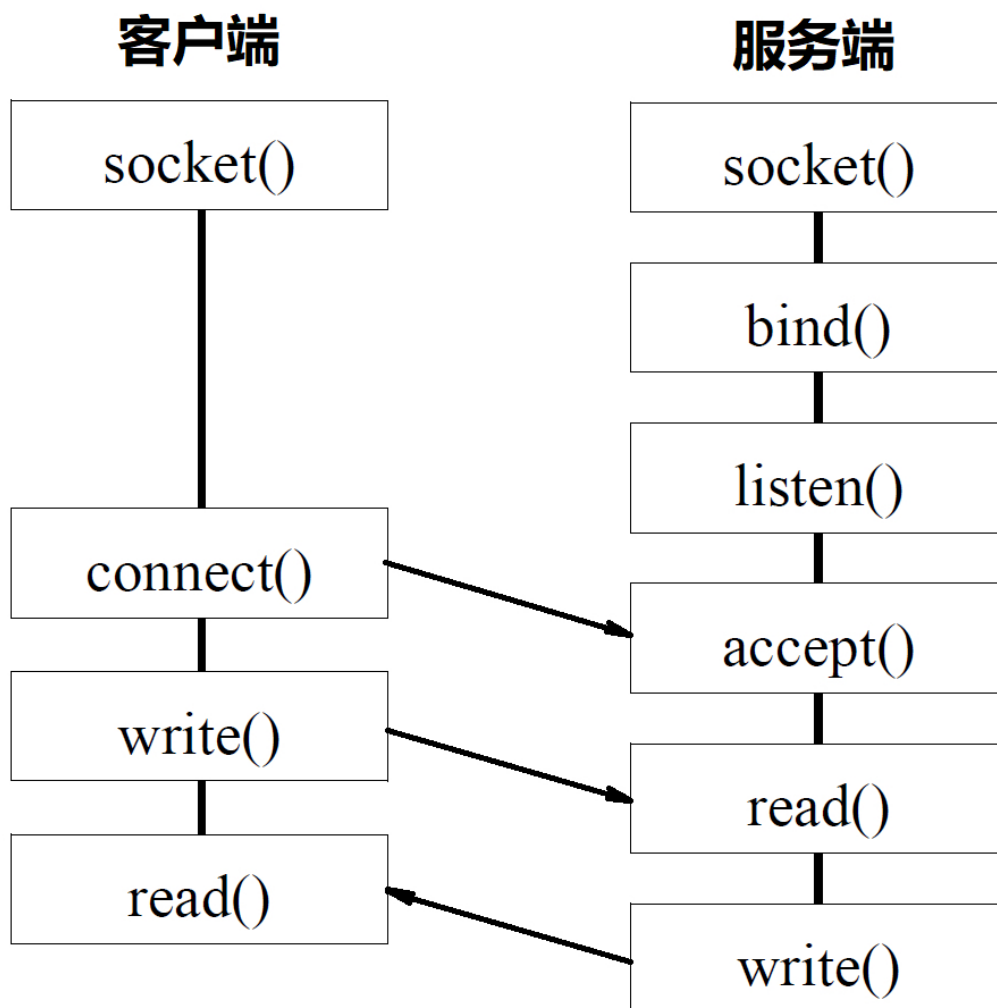 客户端
socket()
connect()
write()
read()
服务端
socket()
bind()
listen()
accept()
read()
write()